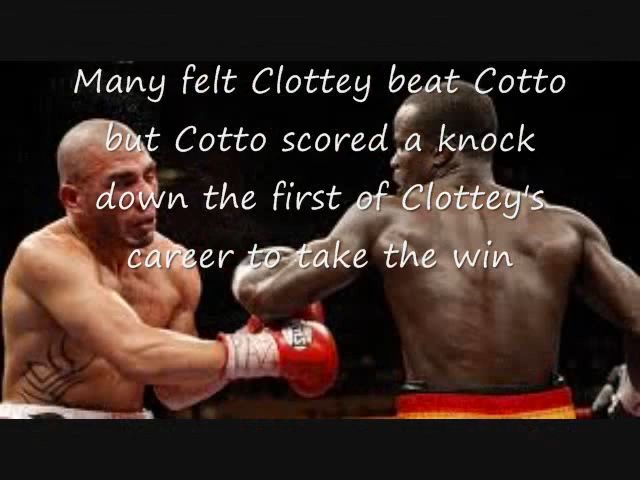 Many felt Clottey beat Cotto
but Cotto scored a knock
down the first of Clottey's
career to take the win